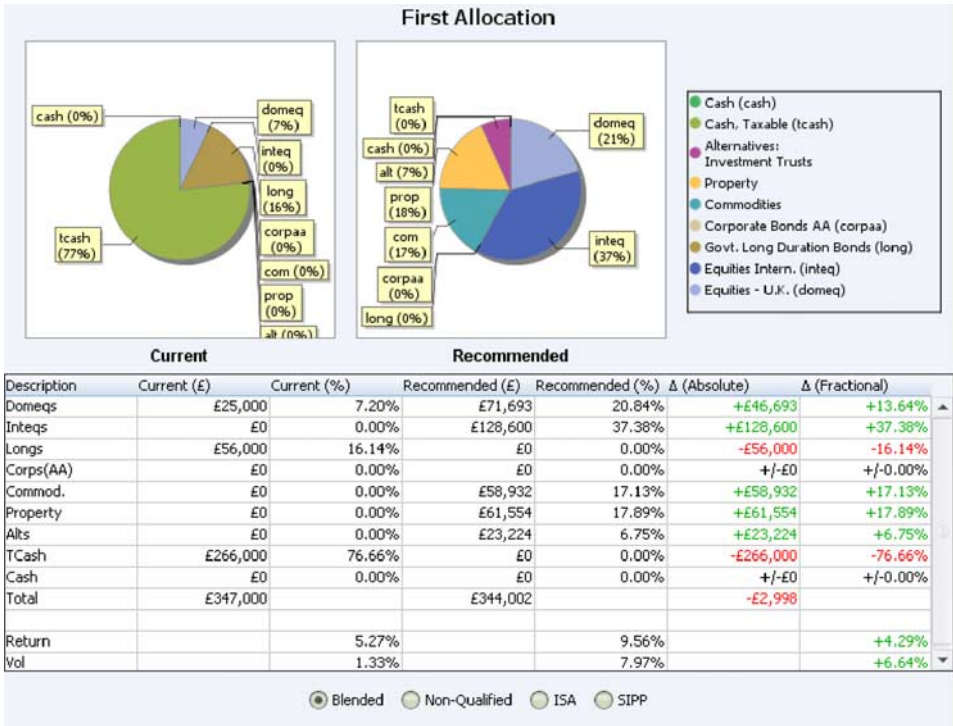 First Allocation
cash (0%)
domeq
(7%)
inteq
(0%)
long
(16%)
corpaa
(0%)
com (0%)
prop
(0%)
alt (0%)
tcash
(77%)
tcash
(0%)
cash (0%)
alt (7%)
prop
(18%)
com
(17%)
corpaa
(0%)
long (0%)
domeq
(21%)
inteq
(37%)
Cash (cash)
Cash, Taxable (tcash)
Alternatives:
Investment Trusts
Property
Commodities
Corporate Bonds AA (corpaa)
Govt. Long Duration Bonds (long)
Equities Intern. (inteq)
Equities - U.K. (domeq)
Current
Recommended
Description Current (£) Current (%) Recommended (£) Recommended (%) Δ (Absolute) Δ (Fractional)
Domeqs £25,000 7.20% £71,693 20.84% +£46,693 +13.64%
Inteqs £0 0.00% £128,600 37.38% +£128,600 +37.38%
Longs £56,000 16.14% £0 0.00% -£56,000 -16.14%
Corps(AA) £0 0.00% £0 0.00% +/-£0 +/-0.00%
Commod. £0 0.00% £58,932 17.13% +£58,932 +17.13%
Property £0 0.00% £61,554 17.89% +£61,554 +17.89%
Alts £0 0.00% £23,224 6.75% +£23,224 +6.75%
TCash £266,000 76.66% £0 0.00% -£266,000 -76.66%
Cash £0 0.00% £0 0.00% +/-£0 +/-0.00%
Total £347,000 £344,002 -£2,998
Return 5.27% 9.56% +4.29%
Vol 1.33% 7.97% +6.64%
Blended Non-Qualified ISA SIPP